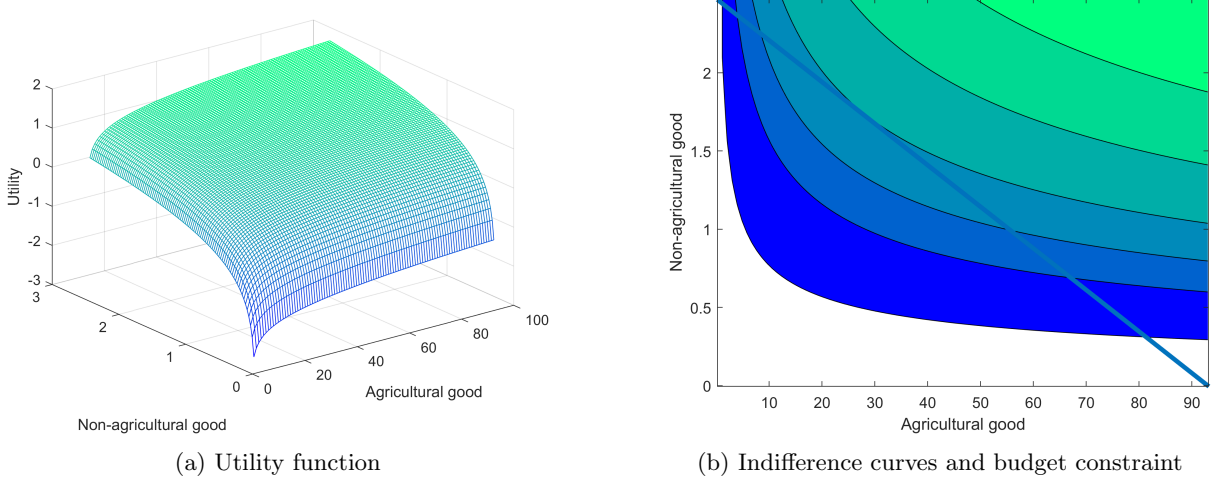 2
1
0
-1
-2
-3
Utility
3
2
1
0
0
20
40
60
80
100
Non-agricultural good
Agricultural good
(a) Utility function
2
1.5
1
0.5
0
Non-agricultural good
10 20 30 40 50 60 70 80 90
Agricultural good
(b) Indifference curves and budget constraint